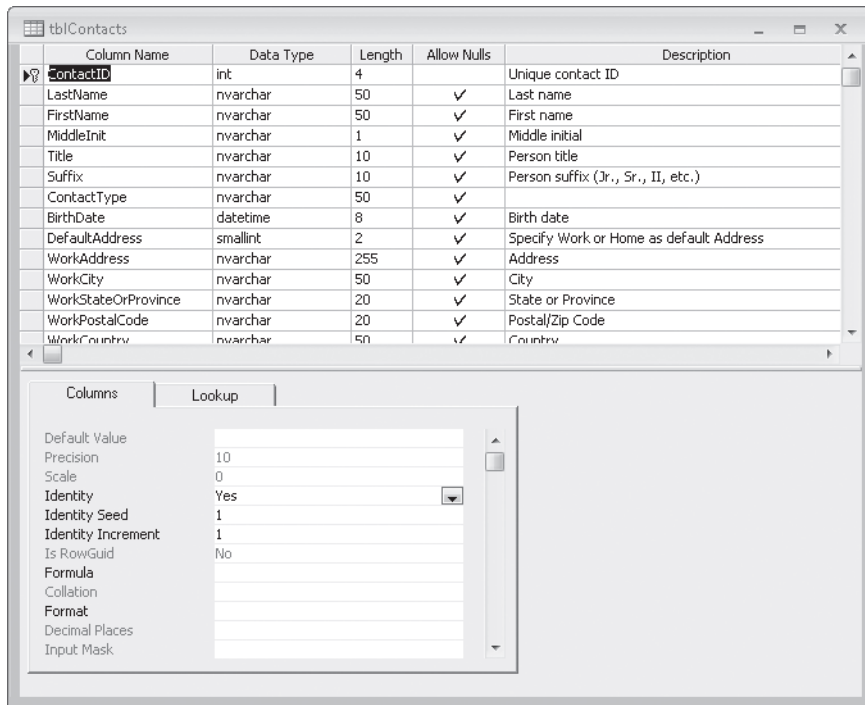 tblContacts
Column Name Data Type Length Allow Nulls Description
ContactID int 4 Unique contact ID
LastName nvarchar 50 ✓ Last name
FirstName nvarchar 50 ✓ First name
MiddleInit nvarchar 1 ✓ Middle initial
Title nvarchar 10 ✓ Person title
Suffix nvarchar 10 ✓ Person suffix (Jr., Sr., II, etc.)
ContactType nvarchar 50 ✓
BirthDate datetime 8 ✓ Birth date
DefaultAddress smallint 2 ✓ Specify Work or Home as default Address
WorkAddress nvarchar 255 ✓ Address
WorkCity nvarchar 50 ✓ City
WorkStateOrProvince nvarchar 20 ✓ State or Province
WorkPostalCode nvarchar 20 ✓ Postal/Zip Code
WorkCountry nvarchar 50 ✓ Country
Columns Lookup
Default Value
Precision 10
Scale 0
Identity Yes
Identity Seed 1
Identity Increment 1
Is RowGuid No
Formula
Collation
Format
Decimal Places
Input Mask